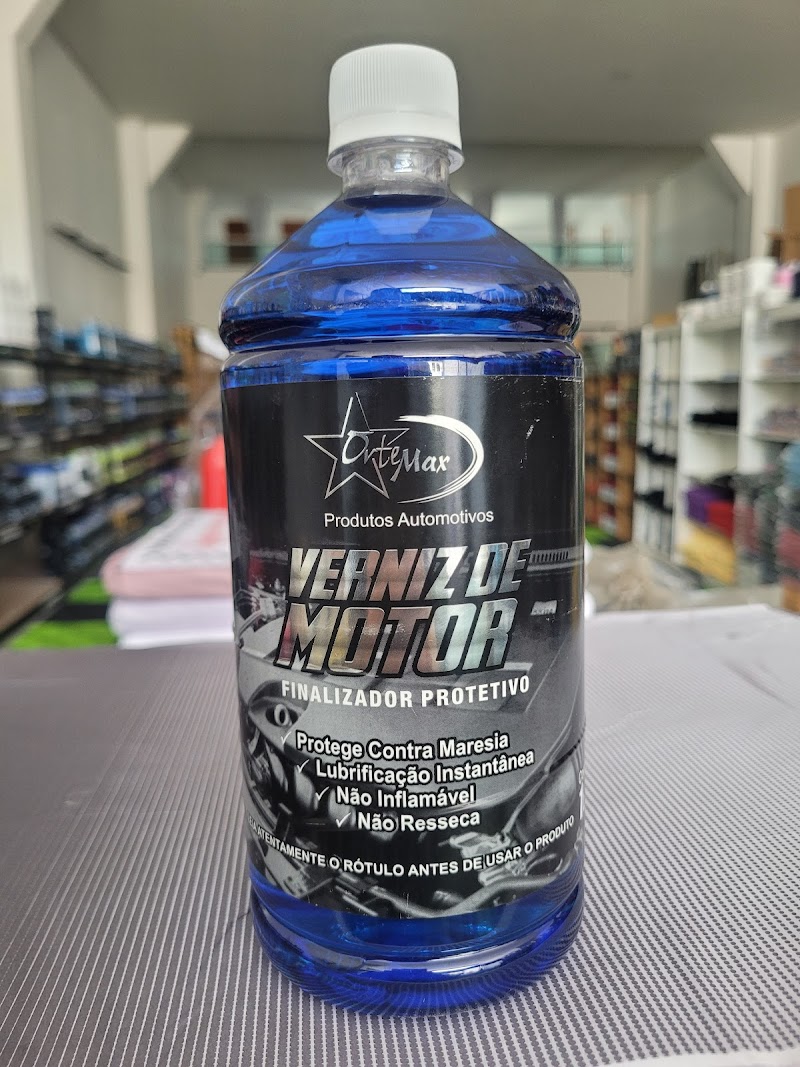 OrteMax
Produtos Automotivos
VERNIZ DE
MOTOR
FINALIZADOR PROTETIVO
✓ Protege Contra Maresia
✓ Lubrificação Instantânea
✓ Não Inflamável
✓ Não Resseca
ATENTAMENTE O RÓTULO ANTES DE USAR O PRODUTO